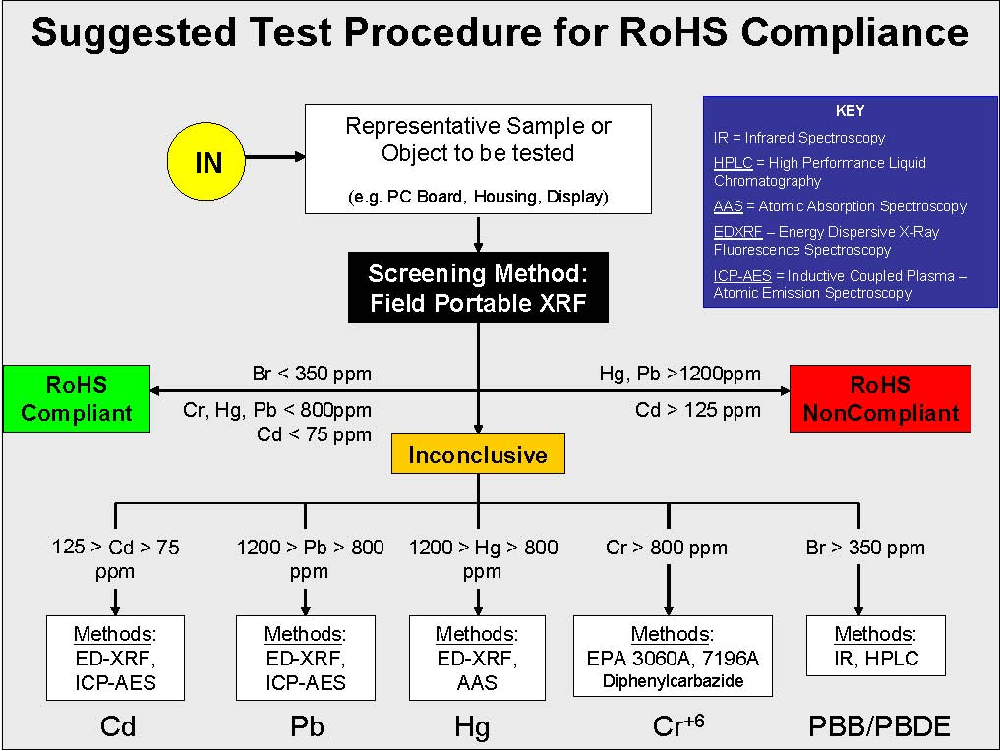 Suggested Test Procedure for RoHS Compliance
IN
Representative Sample or
Object to be tested
(e.g. PC Board, Housing, Display)
KEY
IR = Infrared Spectroscopy
HPLC = High Performance Liquid
Chromatography
AAS = Atomic Absorption Spectroscopy
EDXRF – Energy Dispersive X-Ray
Fluorescence Spectroscopy
ICP-AES = Inductive Coupled Plasma –
Atomic Emission Spectroscopy
Screening Method:
Field Portable XRF
RoHS
Compliant
Br < 350 ppm
Cr, Hg, Pb < 800ppm
Cd < 75 ppm
Hg, Pb >1200ppm
Cd > 125 ppm
RoHS
NonCompliant
Inconclusive
125 > Cd > 75
ppm
1200 > Pb > 800
ppm
1200 > Hg > 800
ppm
Cr > 800 ppm
Br > 350 ppm
Methods:
ED-XRF,
ICP-AES
Methods:
ED-XRF,
ICP-AES
Methods:
ED-XRF,
AAS
Methods:
EPA 3060A, 7196A
Diphenylcarbazide
Methods:
IR, HPLC
Cd
Pb
Hg
Cr+6
PBB/PBDE